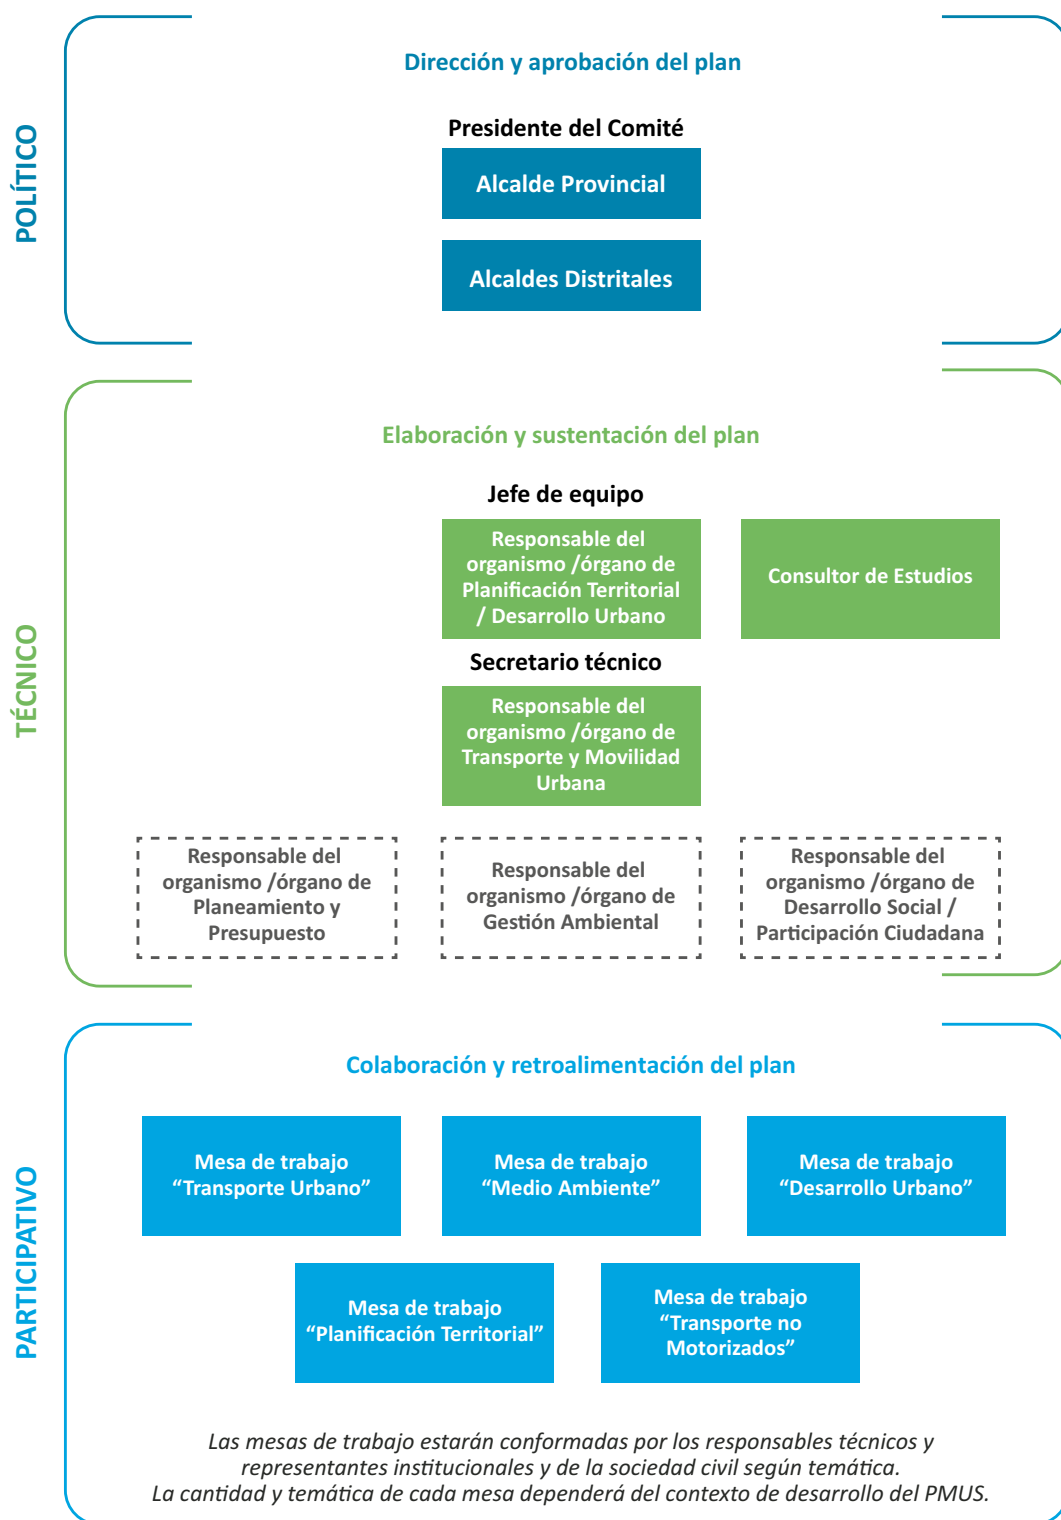 POLÍTICO
Dirección y aprobación del plan
Presidente del Comité
Alcalde Provincial
Alcaldes Distritales
TÉCNICO
Elaboración y sustentación del plan
Jefe de equipo
Responsable del
organismo /órgano de
Planificación Territorial
/ Desarrollo Urbano
Consultor de Estudios
Secretario técnico
Responsable del
organismo /órgano de
Transporte y Movilidad
Urbana
Responsable del
organismo /órgano de
Planeamiento y
Presupuesto
Responsable del
organismo /órgano de
Gestión Ambiental
Responsable del
organismo /órgano de
Desarrollo Social /
Participación Ciudadana
PARTICIPATIVO
Colaboración y retroalimentación del plan
Mesa de trabajo
“Transporte Urbano”
Mesa de trabajo
“Medio Ambiente”
Mesa de trabajo
“Desarrollo Urbano”
Mesa de trabajo
“Planificación Territorial”
Mesa de trabajo
“Transporte no
Motorizados”
Las mesas de trabajo estarán conformadas por los responsables técnicos y
representantes institucionales y de la sociedad civil según temática.
La cantidad y temática de cada mesa dependerá del contexto de desarrollo del PMUS.